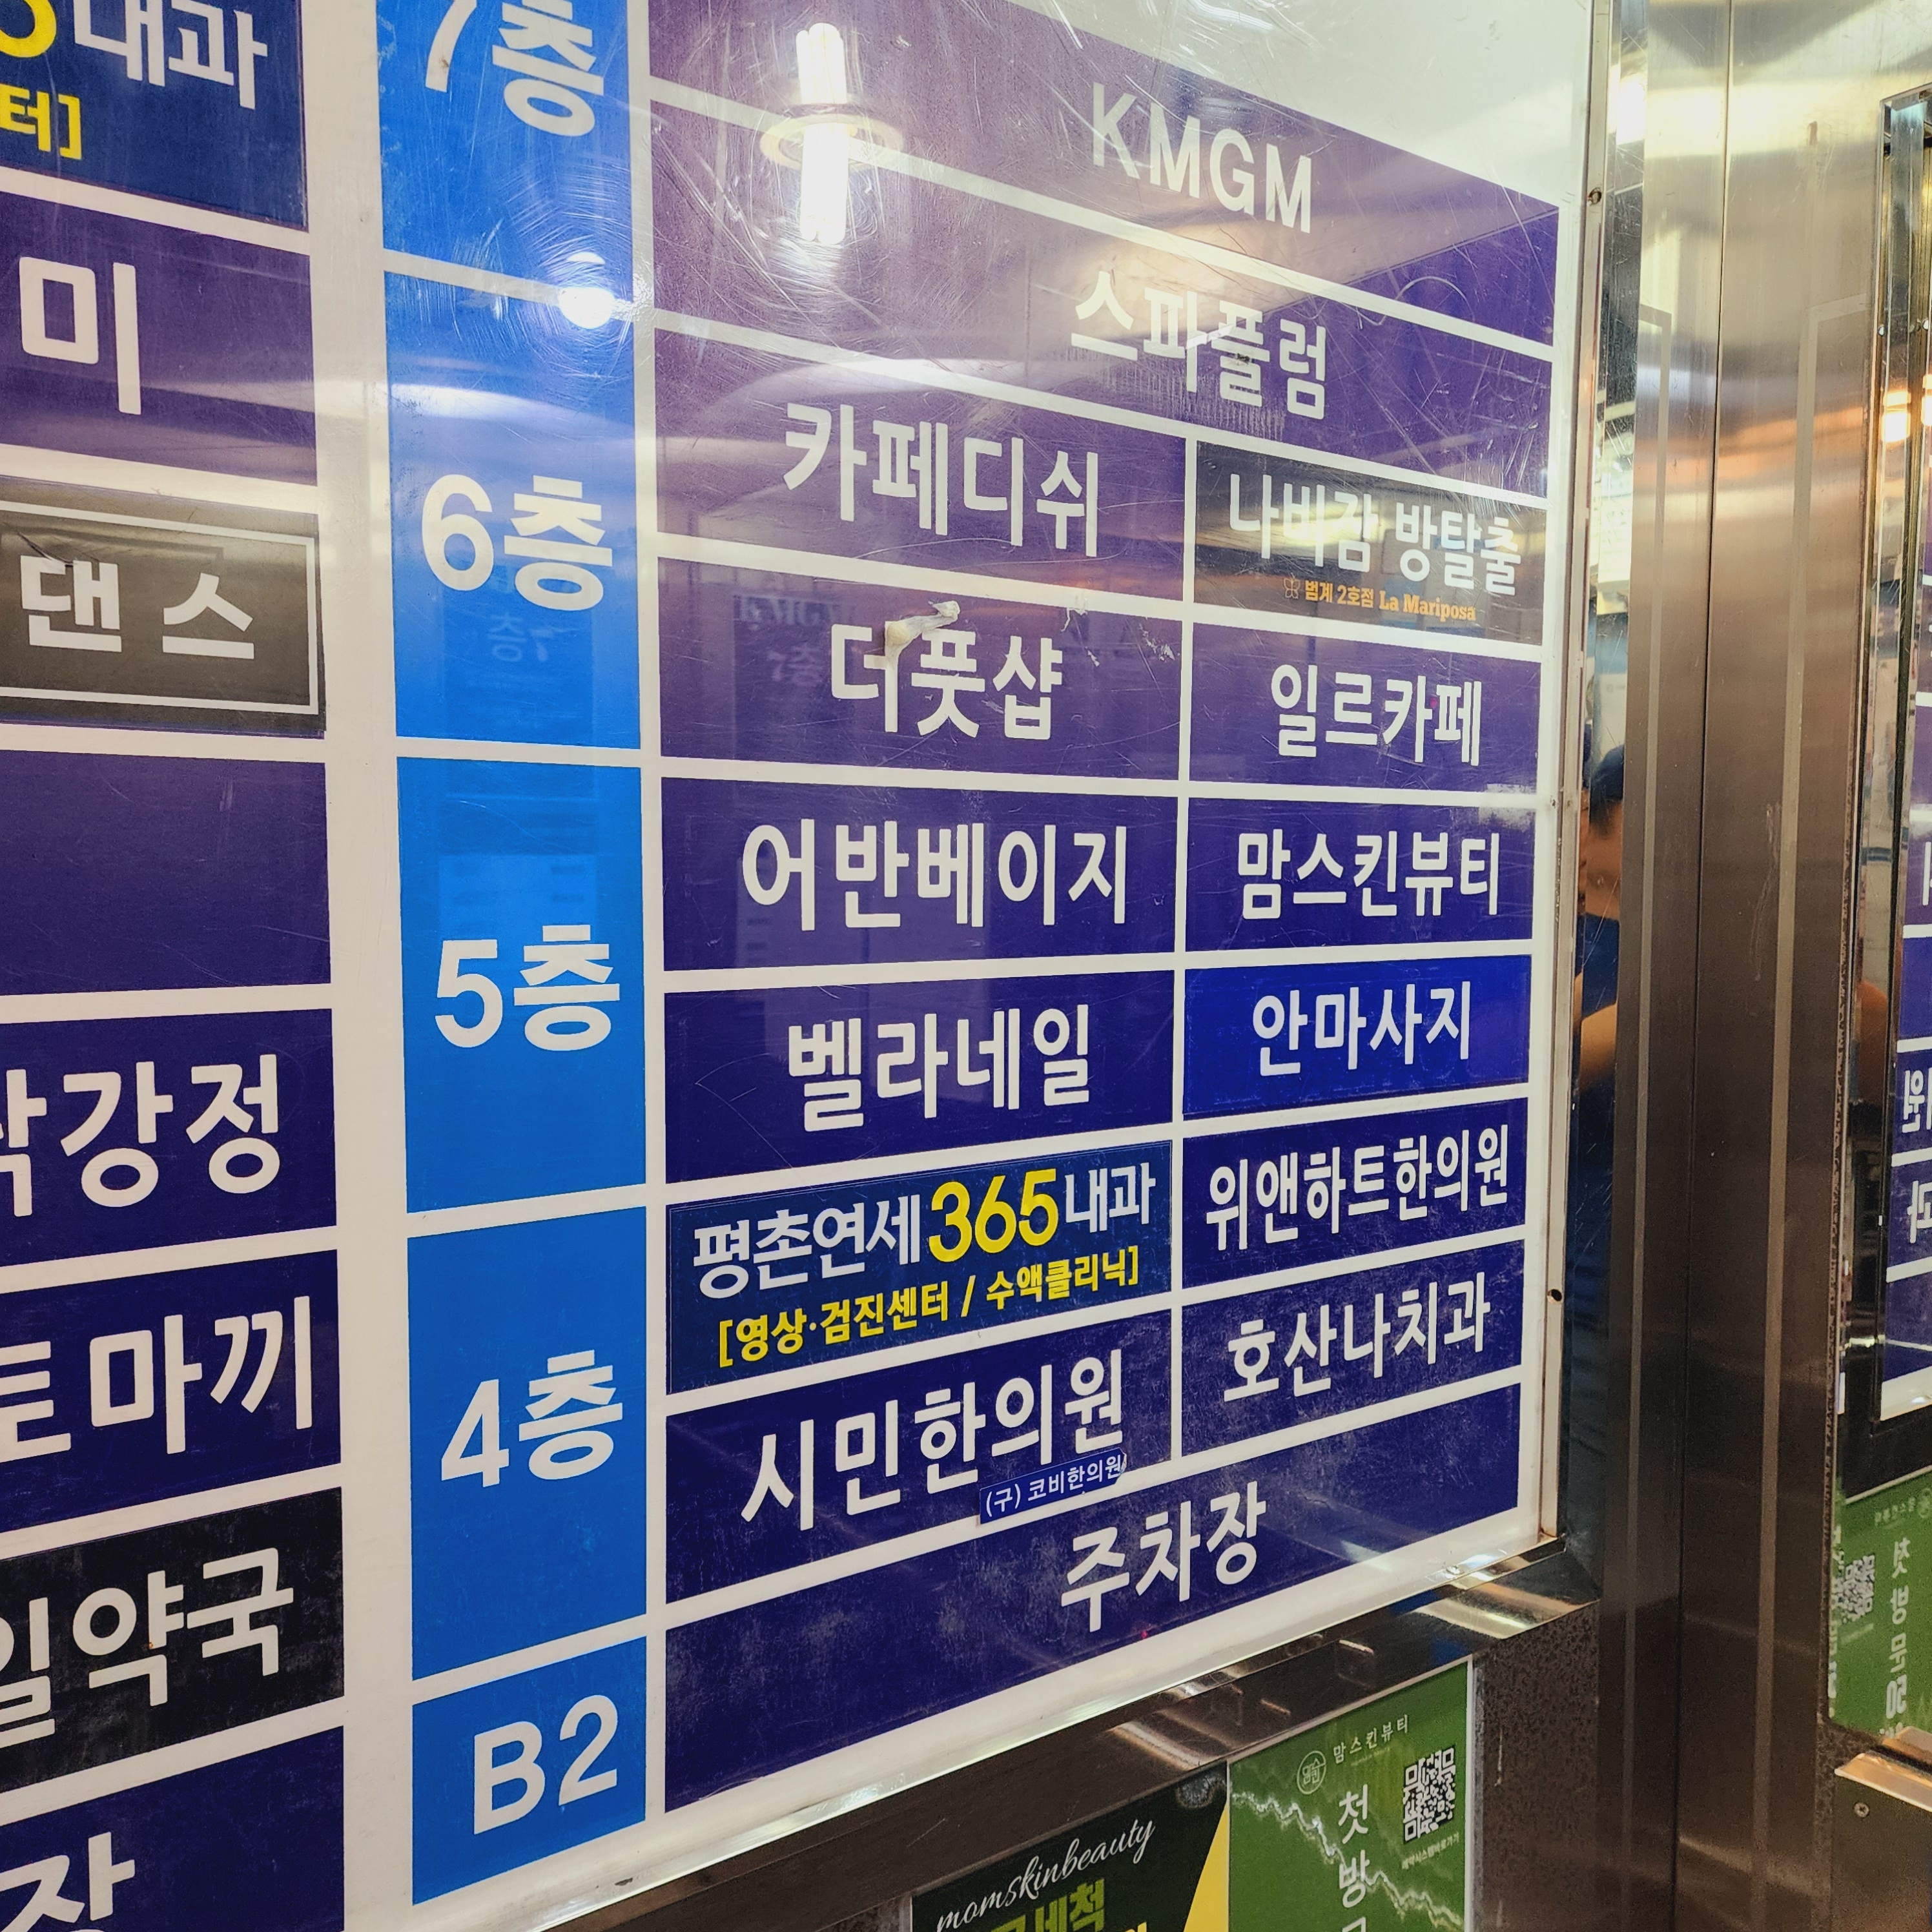 내과
터]
미
댄스
강정
토마끼
일약국
장
7층
KMGM
스파플럼
6층
카페디쉬
나비잠 방탈출
범계 2호점 La Mariposa
더풋샵
일르카페
5층
어반베이지
맘스킨뷰티
벨라네일
안마사지
4층
평촌연세365내과
[영상·검진센터 / 수액클리닉]
위앤하트한의원
시민한의원
(구) 코비한의원
호산나치과
B2
주차장
momskinbeauty
맘스킨뷰티
첫
방